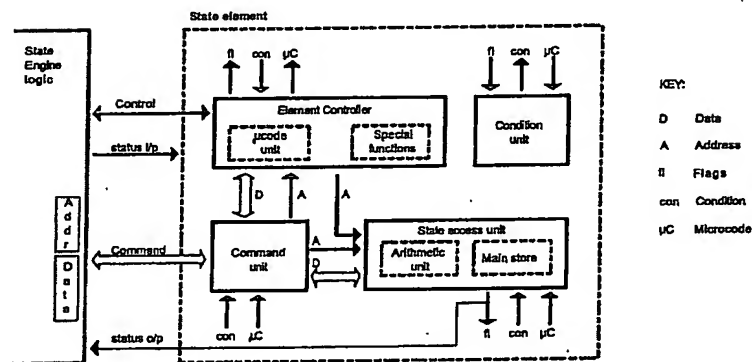 State element
State
Engine
logic
fl con µC
fl con µC
Control
Element Controller
µcode
unit
Special
functions
Condition
unit
status i/p
D A A
Addr
Data
Command
Command
unit
A
D
State access unit
Arithmetic
unit
Main store
con µC
fl con µC
status o/p
KEY:
D Data
A Address
fl Flags
con Condition
µC Microcode